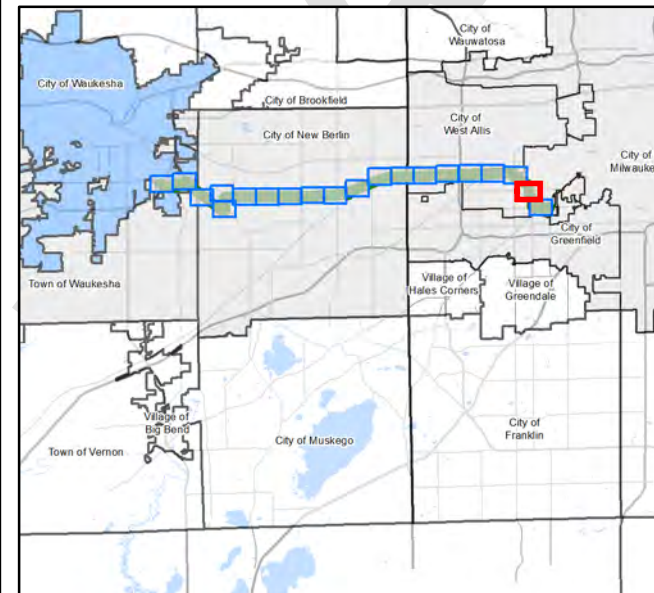 City of
Wauwatosa
City of Waukesha
City of Brookfield
City of
West Allis
City of New Berlin
City of
Milwauke
City of
Greenfield
Town of Waukesha
Village of
Hales Corners
Village of
Greendale
Village of
Big Bend
City of
Franklin
City of Muskego
Town of Vernon